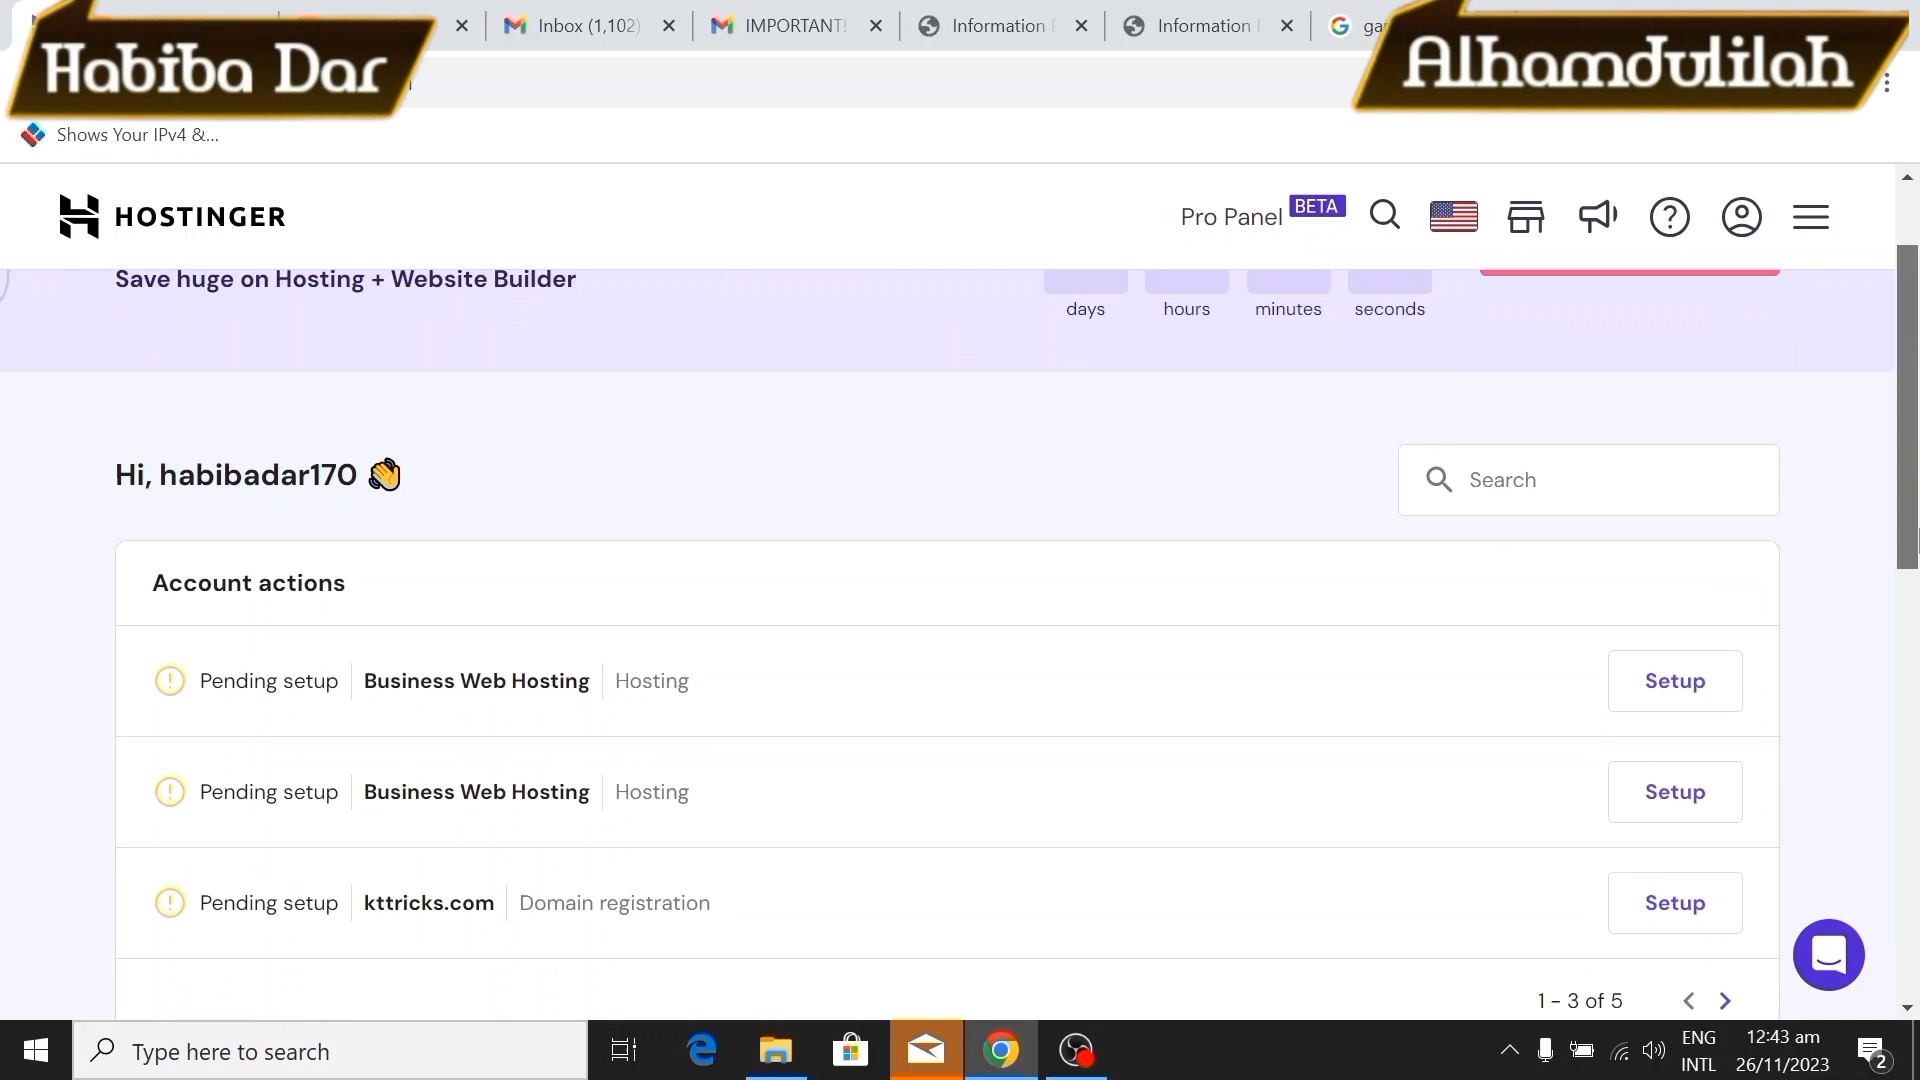 Inbox (1,102)
IMPORTANT!
Information
Information
Habiba Dar
Alhamdulilah
Shows Your IPv4 &...
HOSTINGER
Pro Panel BETA
Save huge on Hosting + Website Builder
days hours minutes seconds
Hi, habibadar170
Search
Account actions
Pending setup Business Web Hosting Hosting Setup
Pending setup Business Web Hosting Hosting Setup
Pending setup kttricks.com Domain registration Setup
1 - 3 of 5
Type here to search
ENG
INTL
12:43 am
26/11/2023
2